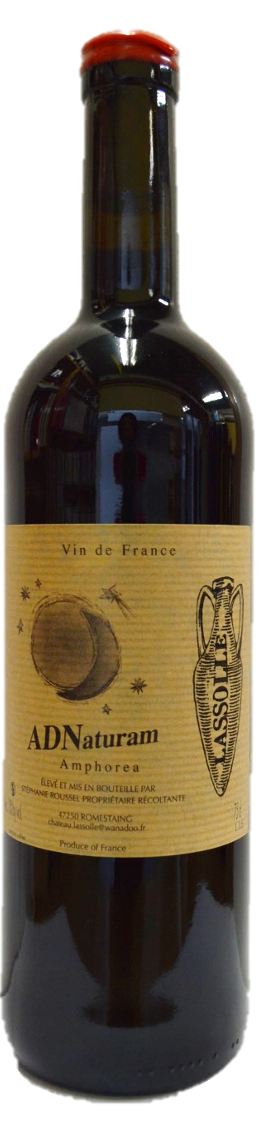 Vin de France
LASSOLLE
ADNaturam
Amphorea
ÉLEVÉ ET MIS EN BOUTEILLE PAR
STÉPHANIE ROUSSEL PROPRIÉTAIRE RÉCOLTANTE
47250 ROMESTAING
chateau.lassolle@wanadoo.fr
Produce of France